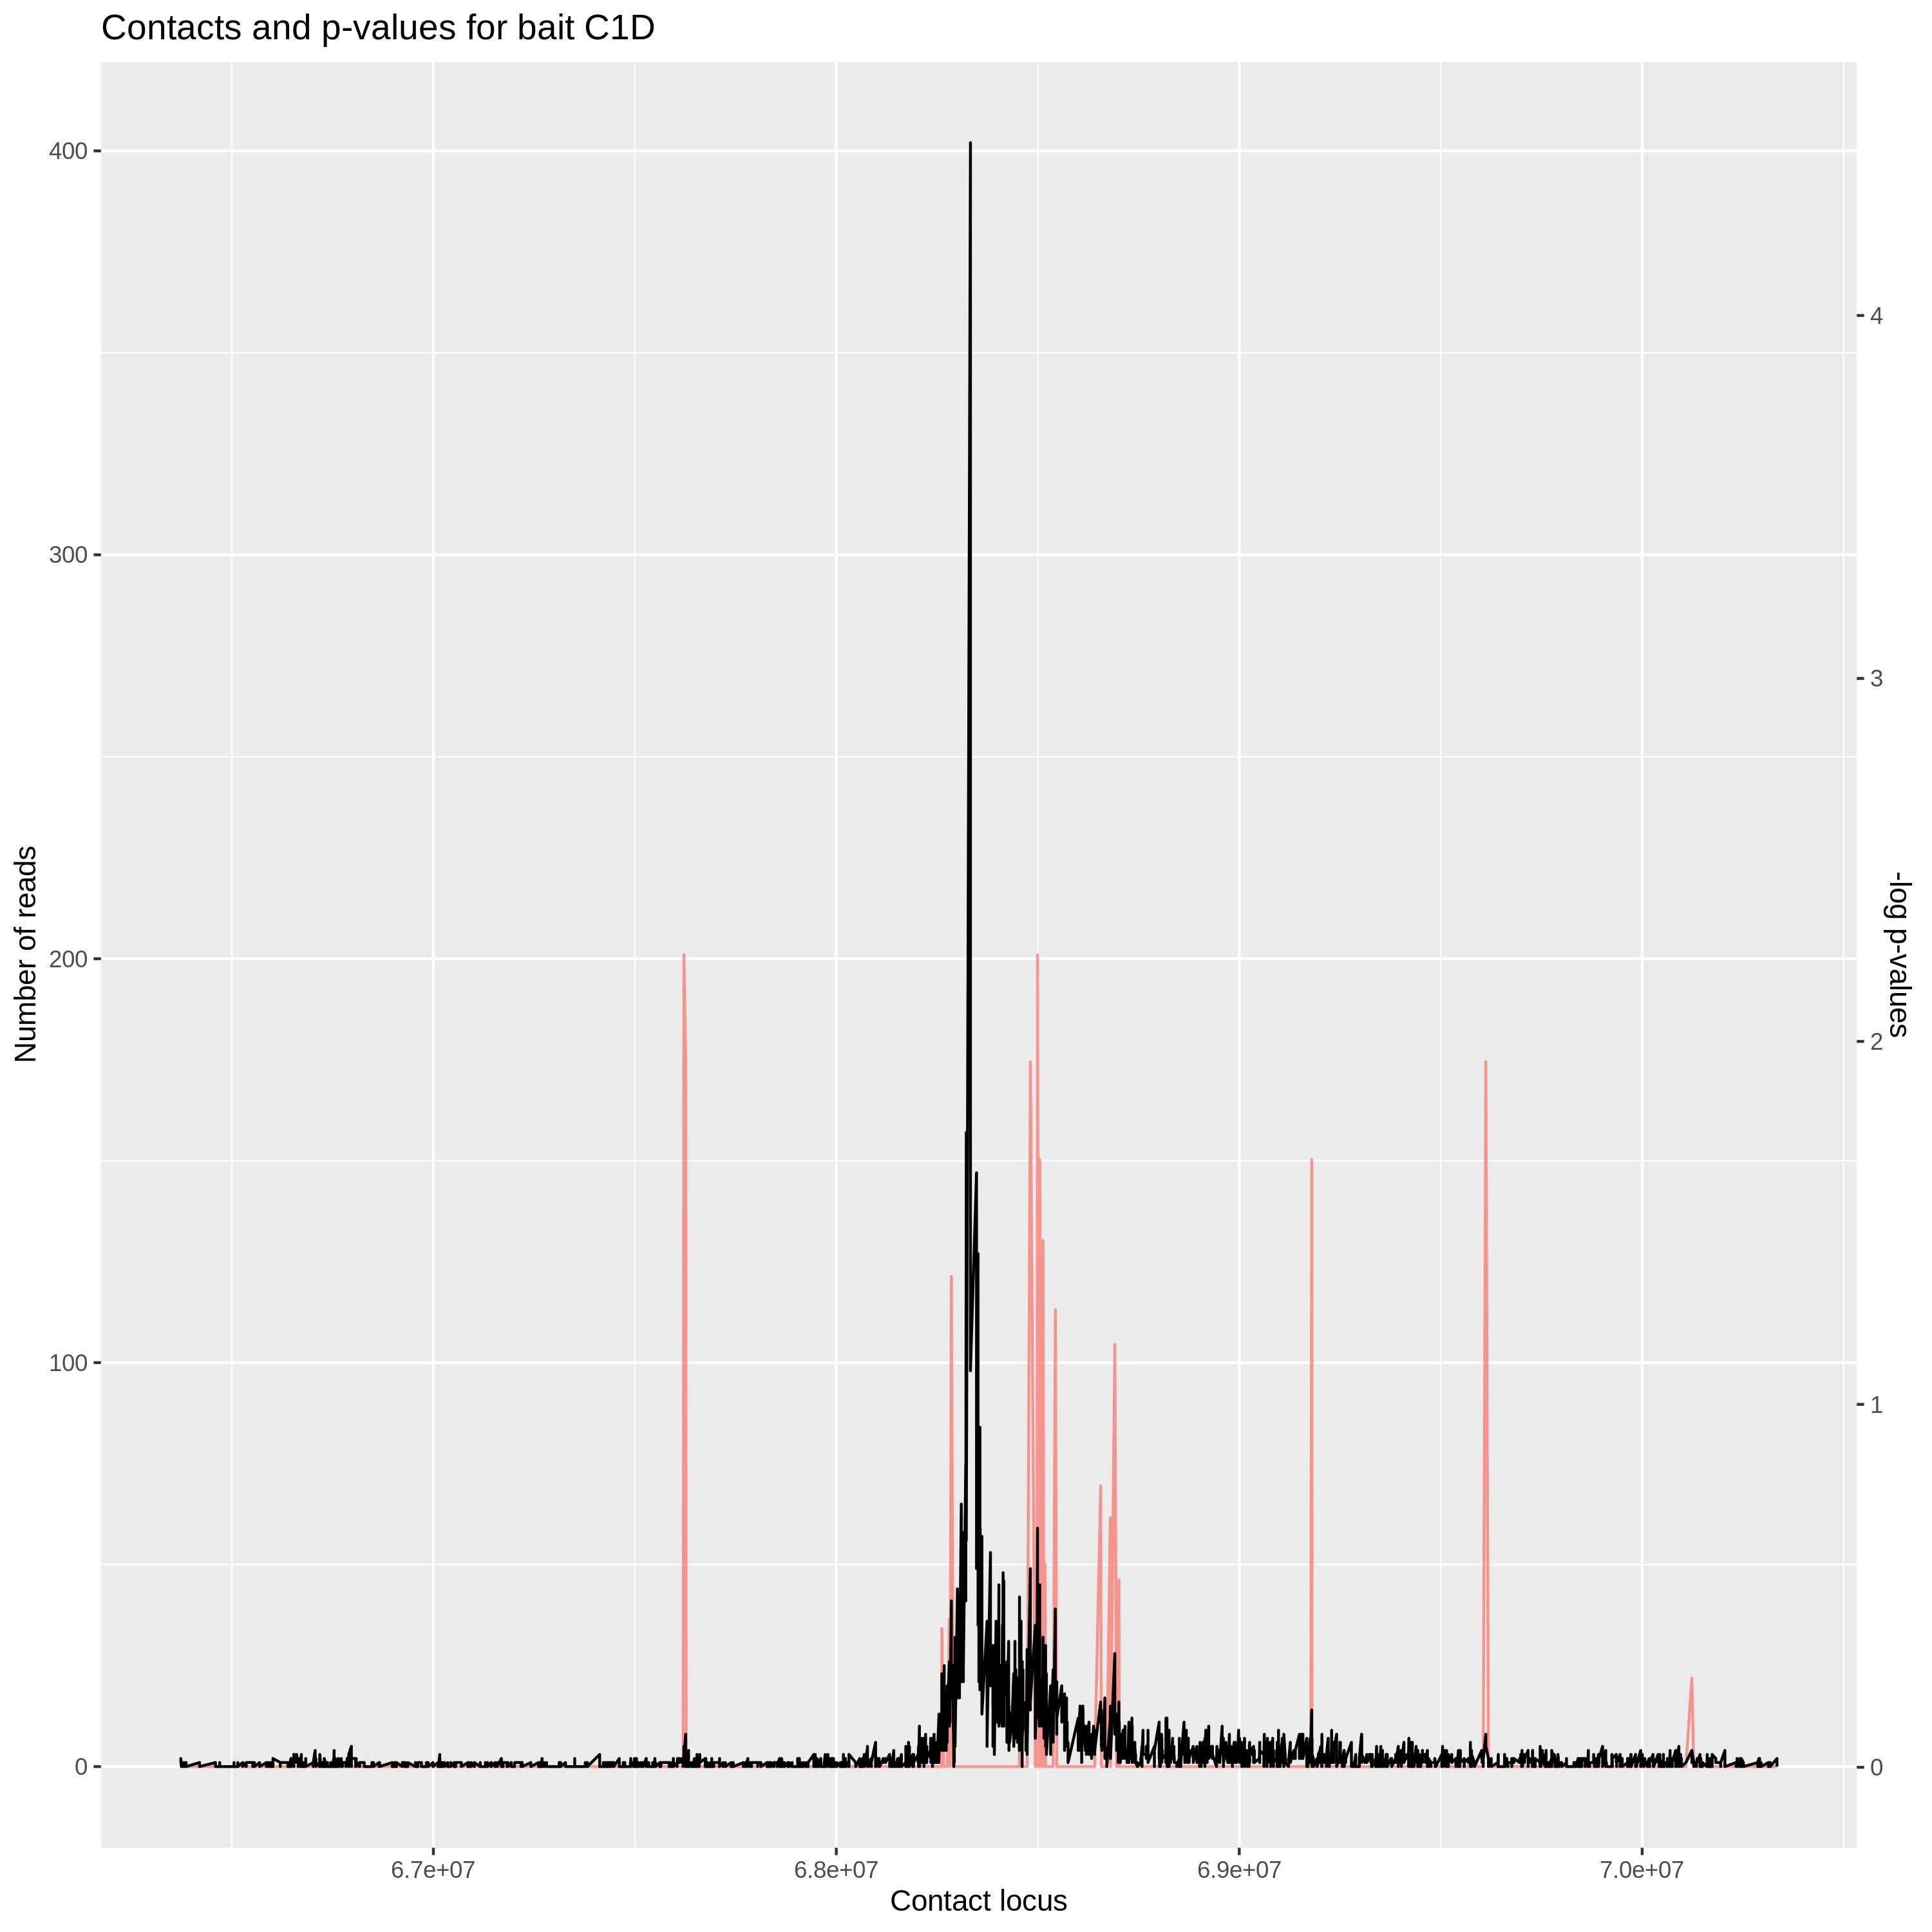 Contacts and p-values for bait C1D
400
300
200
100
0
Number of reads
4
3
2
1
0
-log p-values
6.7e+07
6.8e+07
6.9e+07
7.0e+07
Contact locus